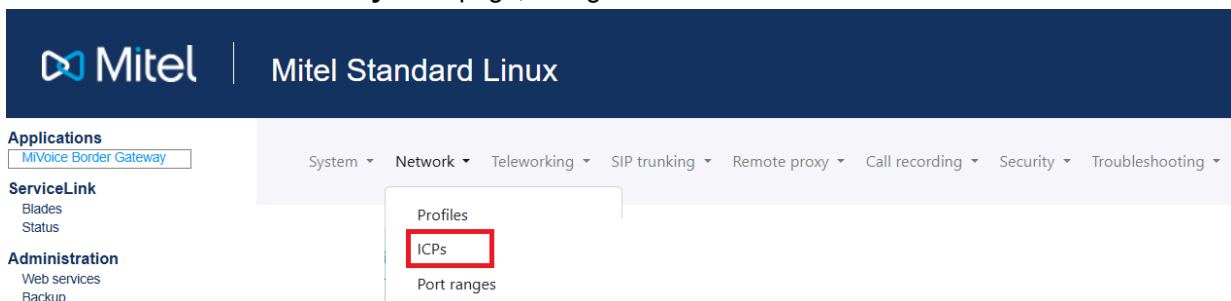 Mitel
Mitel Standard Linux
Applications
MiVoice Border Gateway
ServiceLink
Blades
Status
Administration
Web services
Backup
System Network Teleworking SIP trunking Remote proxy Call recording Security Troubleshooting
Profiles
ICPs
Port ranges